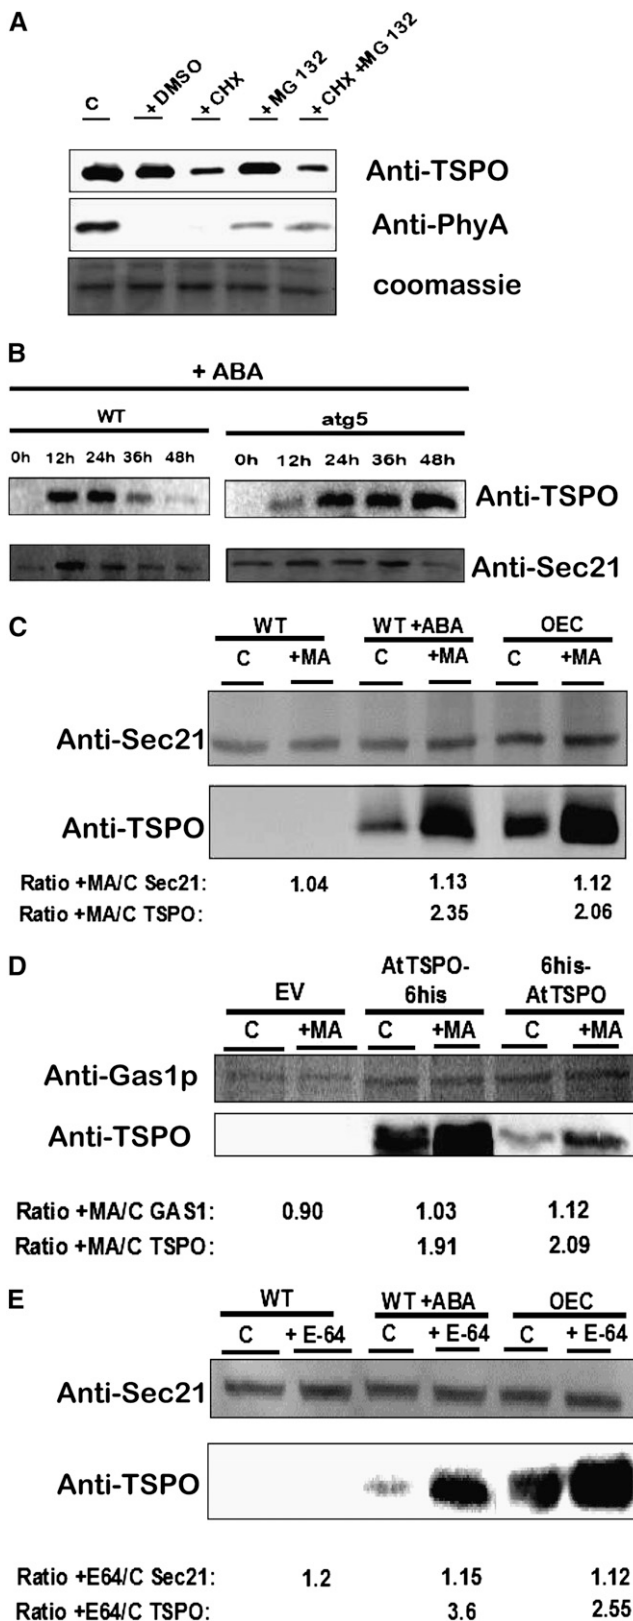 A
C + DMSO + CHX + MG 132 + CHX +MG 132
Anti-TSPO
Anti-PhyA
coomassie
B
+ ABA
WT atg5
0h 12h 24h 36h 48h 0h 12h 24h 36h 48h
Anti-TSPO
Anti-Sec21
C
WT WT +ABA OEC
C +MA C +MA C +MA
Anti-Sec21
Anti-TSPO
Ratio +MA/C Sec21: 1.04 1.13 1.12
Ratio +MA/C TSPO: 2.35 2.06
D
EV AtTSPO-6his 6his-AtTSPO
C +MA C +MA C +MA
Anti-Gas1p
Anti-TSPO
Ratio +MA/C GAS1: 0.90 1.03 1.12
Ratio +MA/C TSPO: 1.91 2.09
E
WT WT +ABA OEC
C + E-64 C + E-64 C + E-64
Anti-Sec21
Anti-TSPO
Ratio +E64/C Sec21: 1.2 1.15 1.12
Ratio +E64/C TSPO: 3.6 2.55